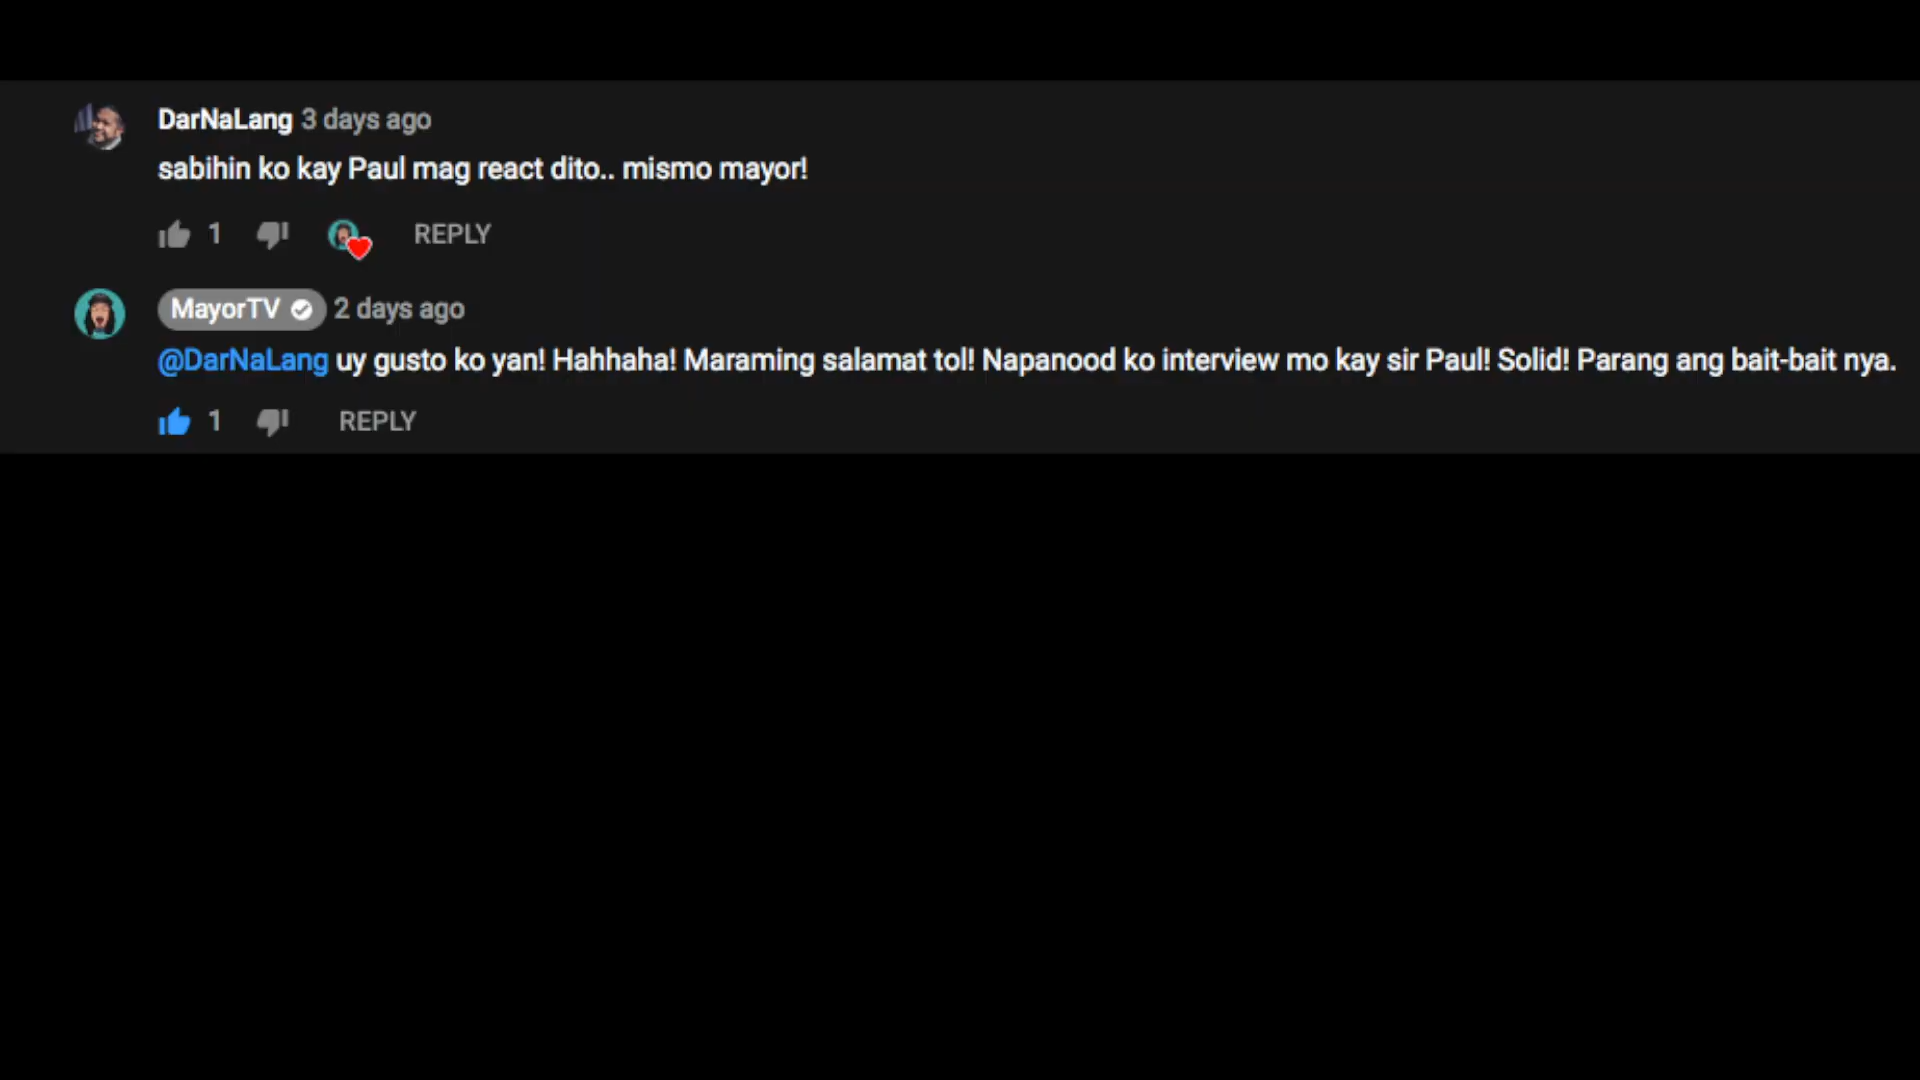 DarNaLang 3 days ago
sabihin ko kay Paul mag react dito.. mismo mayor!
1 REPLY
MayorTV 2 days ago
@DarNaLang uy gusto ko yan! Hahhaha! Maraming salamat tol! Napanood ko interview mo kay sir Paul! Solid! Parang ang bait-bait nya.
1 REPLY